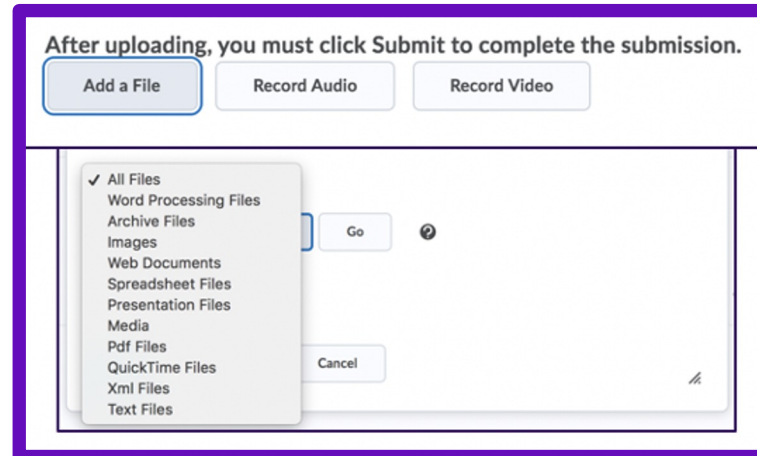 After uploading, you must click Submit to complete the submission.
Add a File Record Audio Record Video
✓ All Files
Word Processing Files
Archive Files
Go
Images
Web Documents
Spreadsheet Files
Presentation Files
Media
Pdf Files
QuickTime Files
Cancel
Xml Files
Text Files